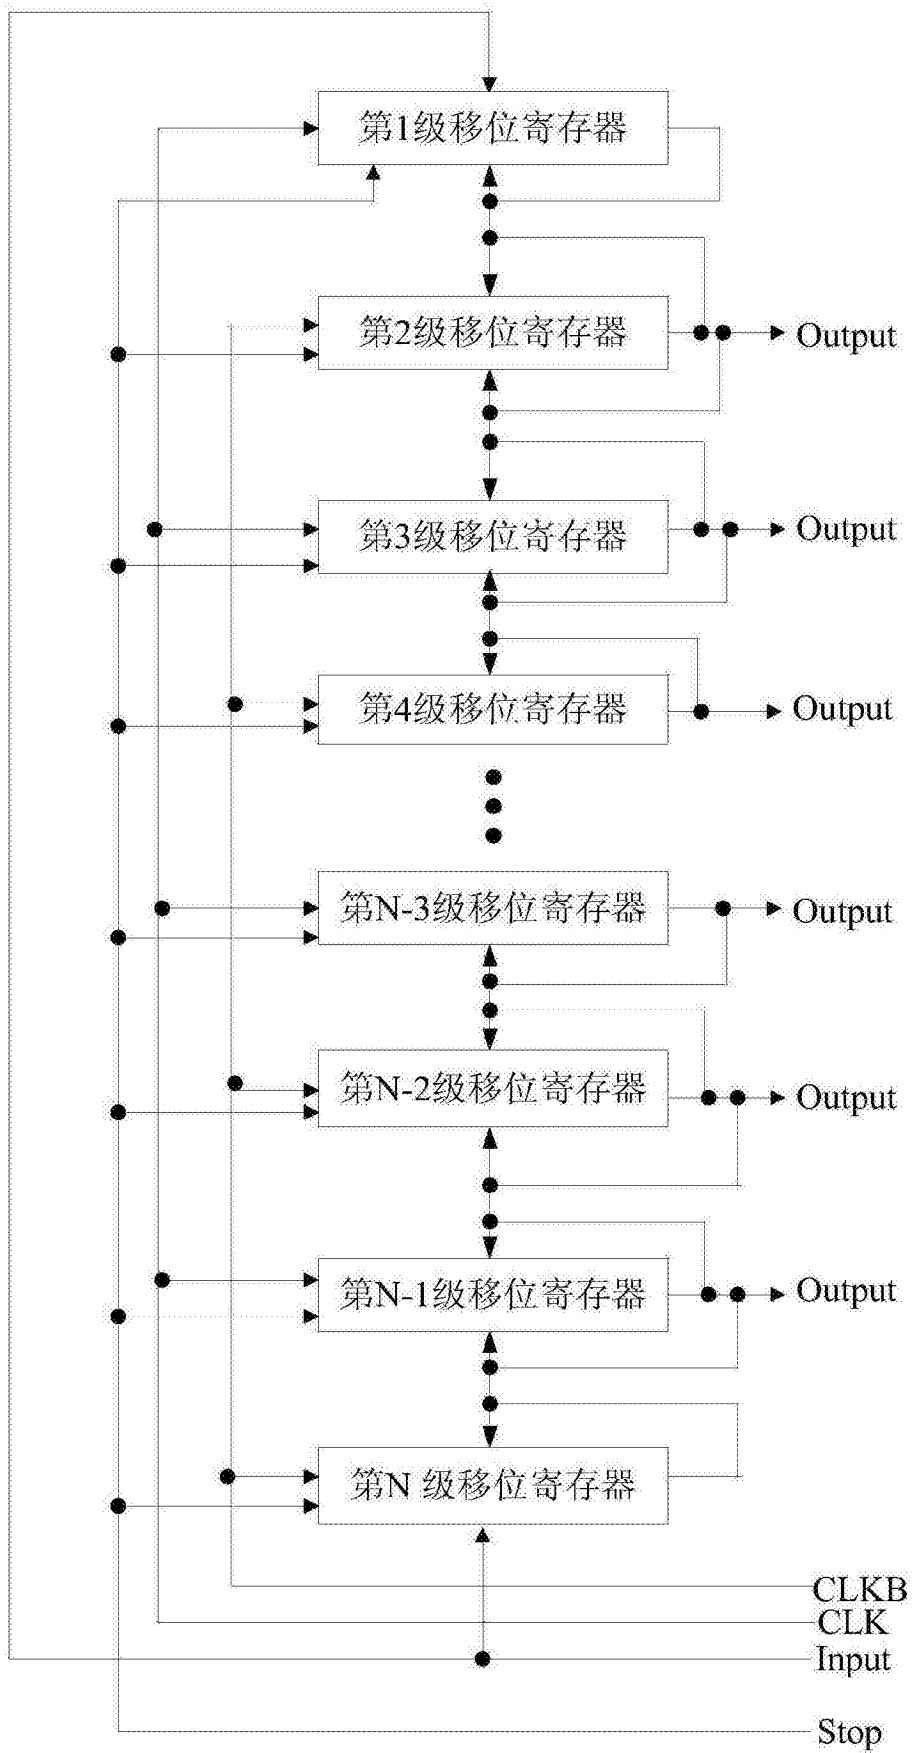 第1级移位寄存器
第2级移位寄存器
Output
第3级移位寄存器
Output
第4级移位寄存器
Output
第N-3级移位寄存器
Output
第N-2级移位寄存器
Output
第N-1级移位寄存器
Output
第N 级移位寄存器
CLKB
CLK
Input
Stop